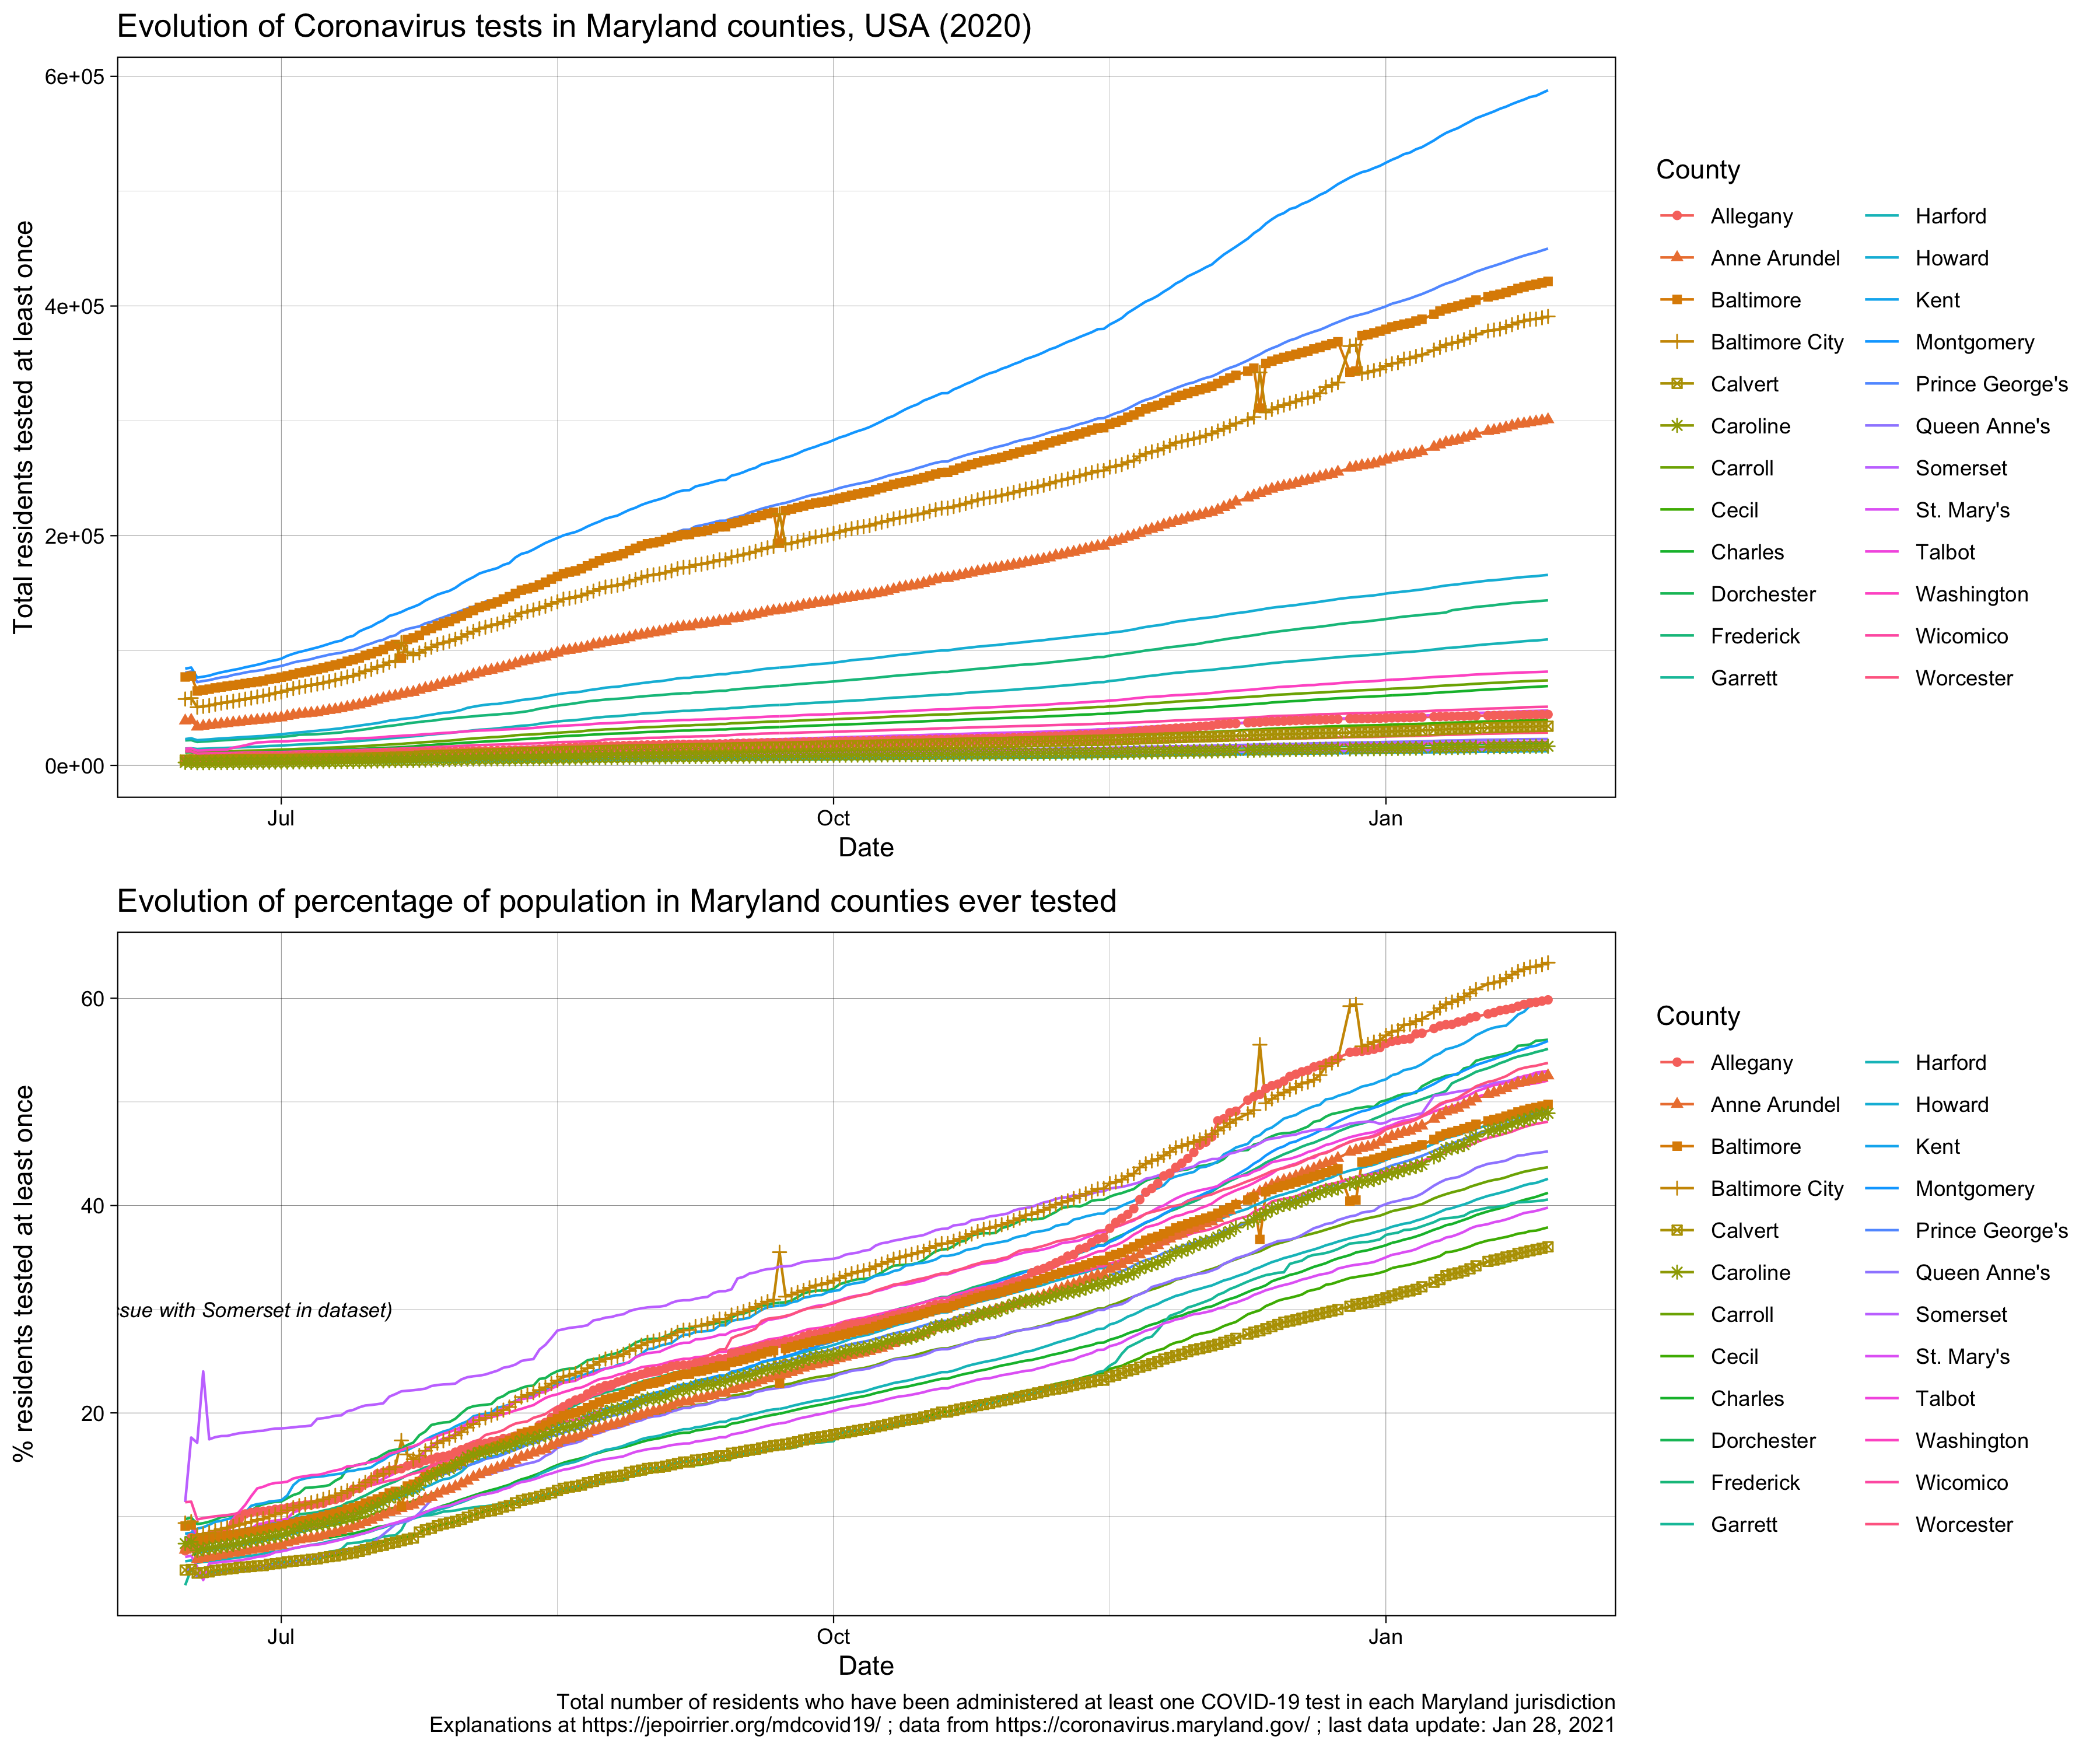 Evolution of Coronavirus tests in Maryland counties, USA (2020)
Total residents tested at least once
6e+05
4e+05
2e+05
0e+00
Jul
Oct
Jan
Date
County
Allegany
Anne Arundel
Baltimore
Baltimore City
Calvert
Caroline
Carroll
Cecil
Charles
Dorchester
Frederick
Garrett
Harford
Howard
Kent
Montgomery
Prince George's
Queen Anne's
Somerset
St. Mary's
Talbot
Washington
Wicomico
Worcester
Evolution of percentage of population in Maryland counties ever tested
% residents tested at least once
60
40
20
ssue with Somerset in dataset)
Jul
Oct
Jan
Date
County
Allegany
Anne Arundel
Baltimore
Baltimore City
Calvert
Caroline
Carroll
Cecil
Charles
Dorchester
Frederick
Garrett
Harford
Howard
Kent
Montgomery
Prince George's
Queen Anne's
Somerset
St. Mary's
Talbot
Washington
Wicomico
Worcester
Total number of residents who have been administered at least one COVID-19 test in each Maryland jurisdiction
Explanations at https://jepoirrier.org/mdcovid19/ ; data from https://coronavirus.maryland.gov/ ; last data update: Jan 28, 2021